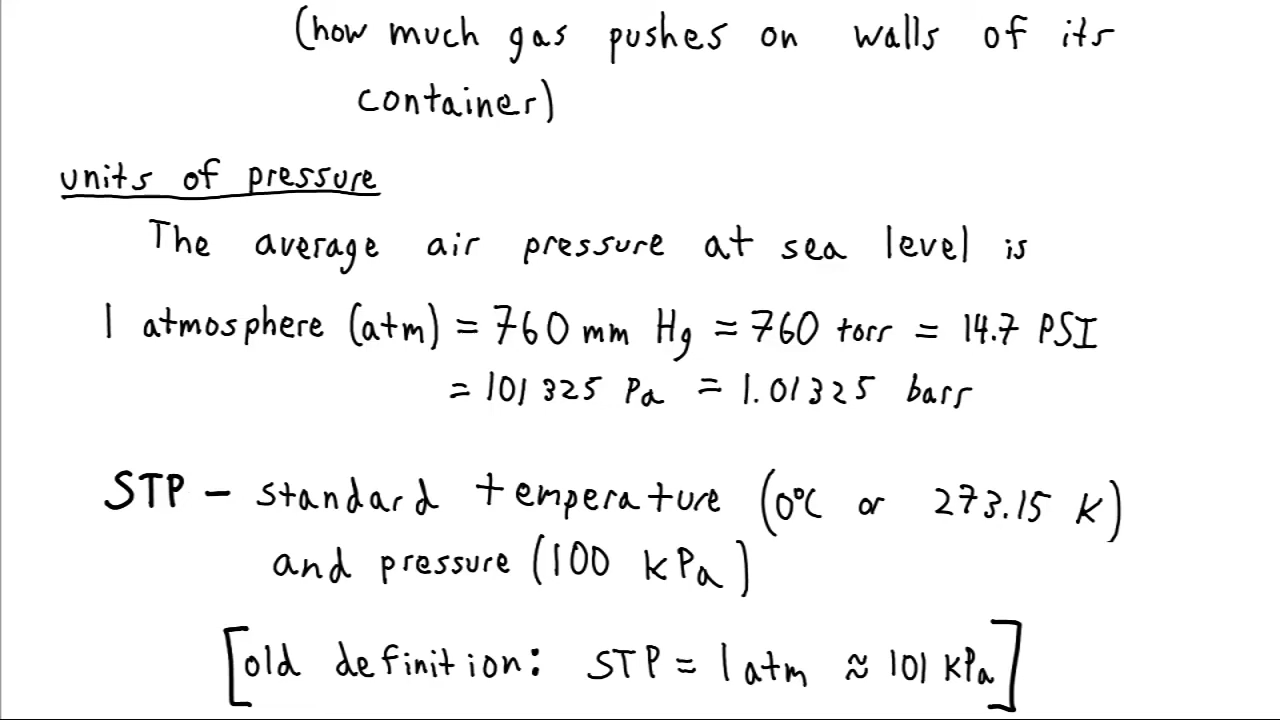 (how much gas pushes on walls of its
container)
units of pressure
The average air pressure at sea level is
1 atmosphere (atm) = 760 mm Hg = 760 torr = 14.7 PSI
= 101 325 Pa = 1.01325 bars
STP – standard temperature (0°C or 273.15 K)
and pressure (100 kPa)
[old definition: STP = 1 atm ≈ 101 kPa]